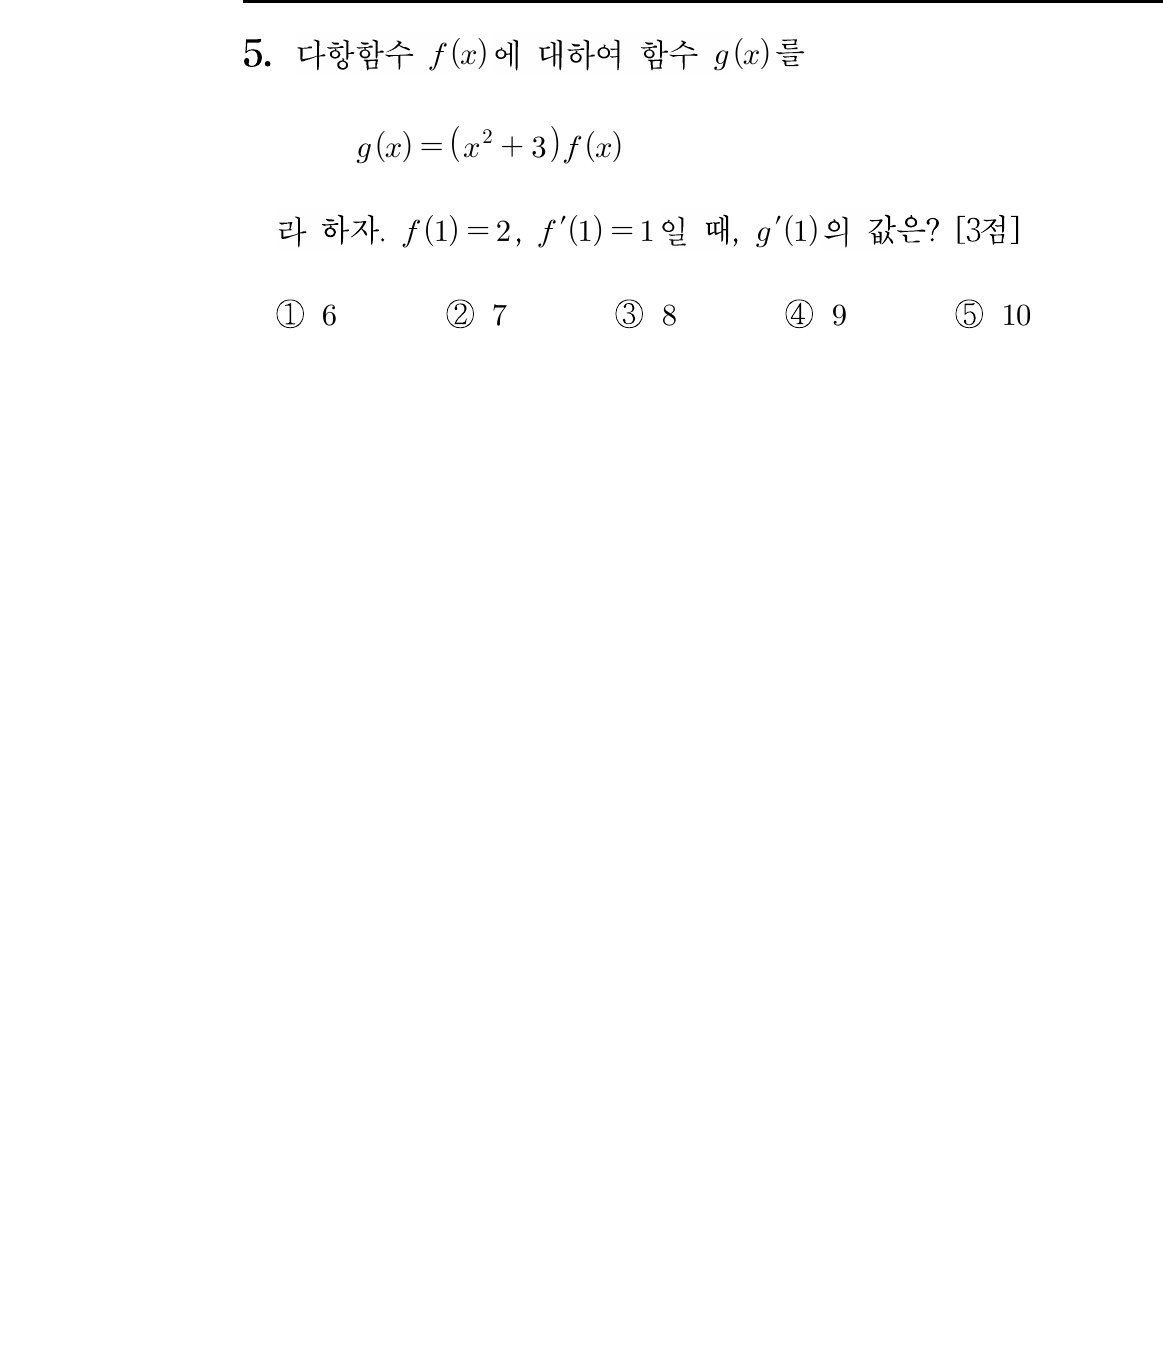 5. 다항함수 f(x)에 대하여 함수 g(x)를
g(x)=(x²+3)f(x)
라 하자. f(1)=2, f′(1)=1일 때, g′(1)의 값은? [3점]
① 6 ② 7 ③ 8 ④ 9 ⑤ 10